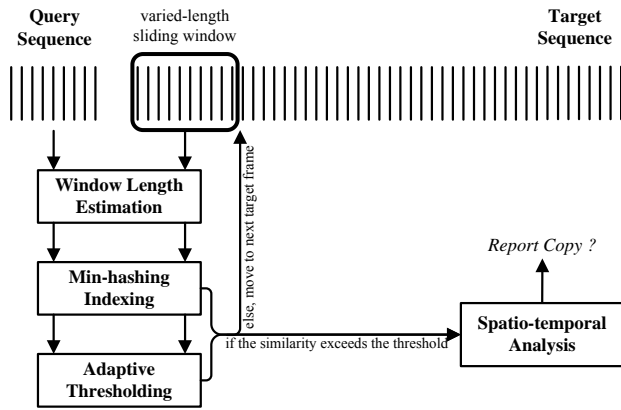 Query
Sequence
varied-length
sliding window
Target
Sequence
Window Length
Estimation
else, move to next target frame
Report Copy ?
Min-hashing
Indexing
Spatio-temporal
Analysis
if the similarity exceeds the threshold
Adaptive
Thresholding